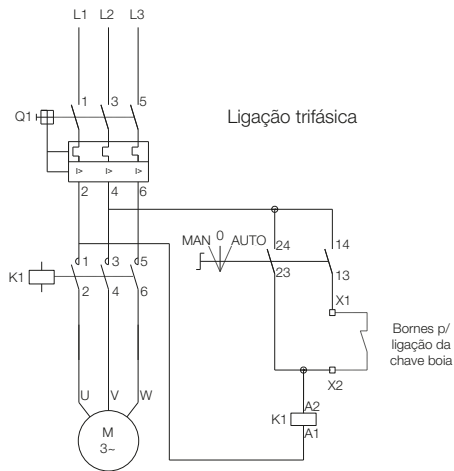 L1 L2 L3
1 3 5
Q1
Ligação trifásica
I> I> I>
2 4 6
MAN 0 AUTO
24 14
23 13
1 3 5
K1
2 4 6
X1
Bornes p/
ligação da
chave boia
X2
U V W
A2
K1
A1
M
3~